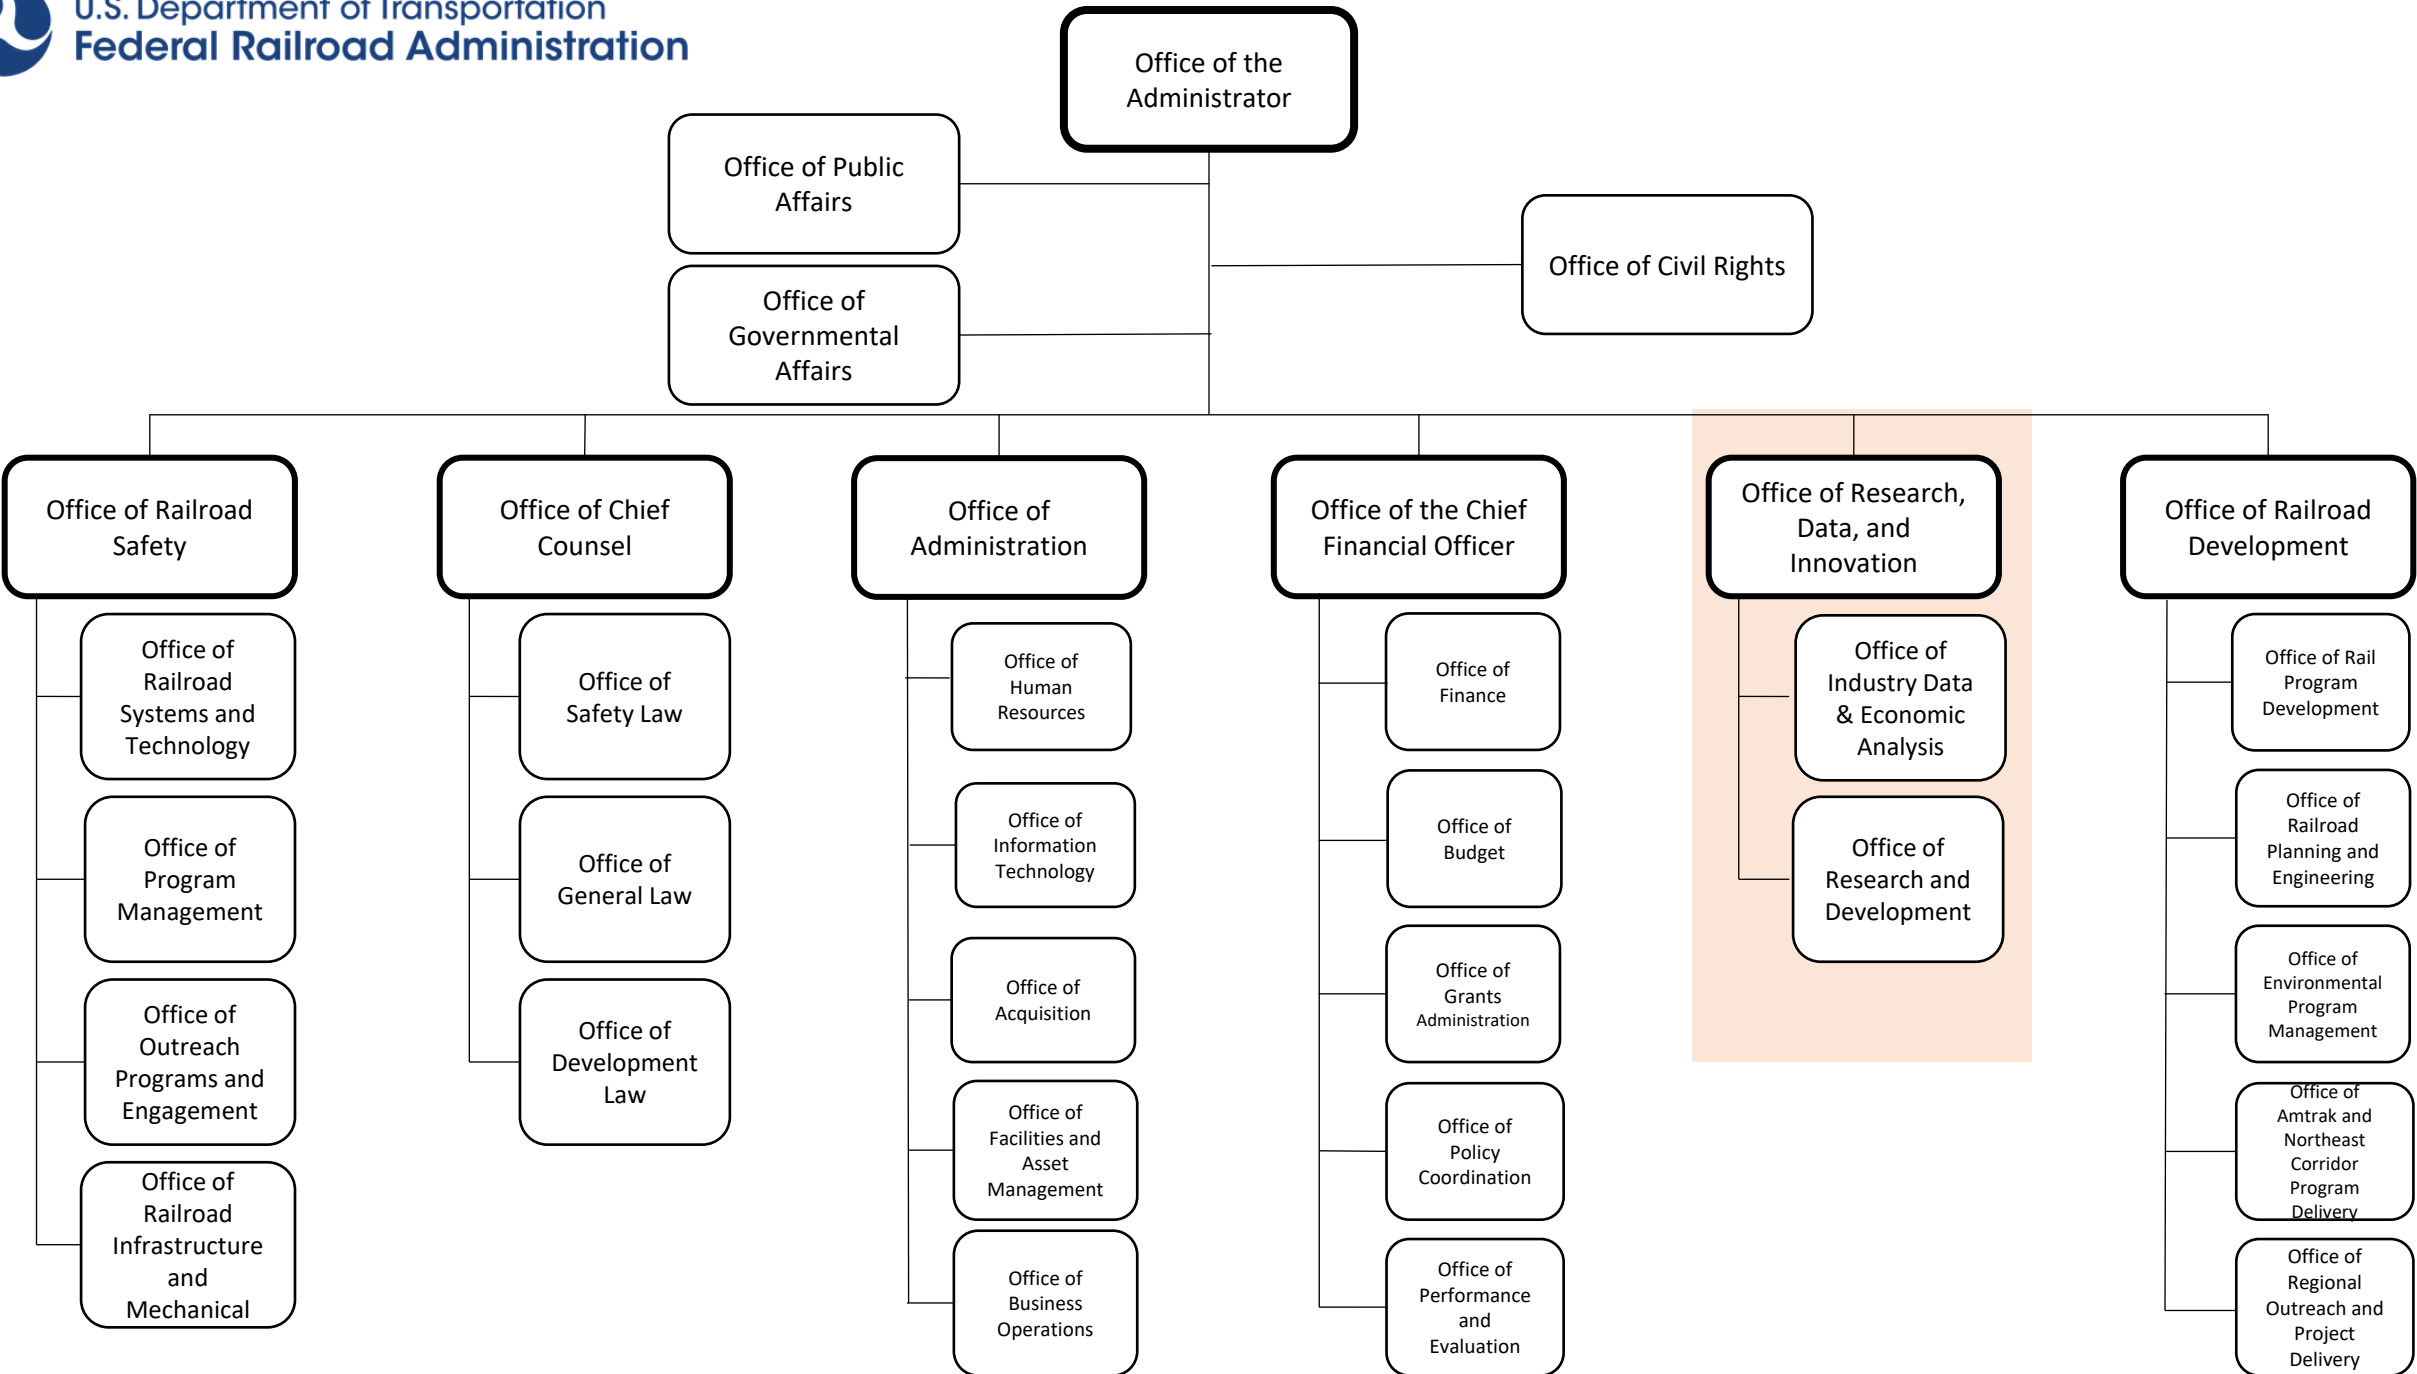 U.S. Department of Transportation
Federal Railroad Administration
Office of the
Administrator
Office of Public
Affairs
Office of Civil Rights
Office of
Governmental
Affairs
Office of Railroad
Safety
Office of
Railroad
Systems and
Technology
Office of
Program
Management
Office of
Outreach
Programs and
Engagement
Office of
Railroad
Infrastructure
and
Mechanical
Office of Chief
Counsel
Office of
Safety Law
Office of
General Law
Office of
Development
Law
Office of
Administration
Office of
Human
Resources
Office of
Information
Technology
Office of
Acquisition
Office of
Facilities and
Asset
Management
Office of
Business
Operations
Office of the Chief
Financial Officer
Office of
Finance
Office of
Budget
Office of
Grants
Administration
Office of
Policy
Coordination
Office of
Performance
and
Evaluation
Office of Research,
Data, and
Innovation
Office of
Industry Data
& Economic
Analysis
Office of
Research and
Development
Office of Railroad
Development
Office of Rail
Program
Development
Office of
Railroad
Planning and
Engineering
Office of
Environmental
Program
Management
Office of
Amtrak and
Northeast
Corridor
Program
Delivery
Office of
Regional
Outreach and
Project
Delivery